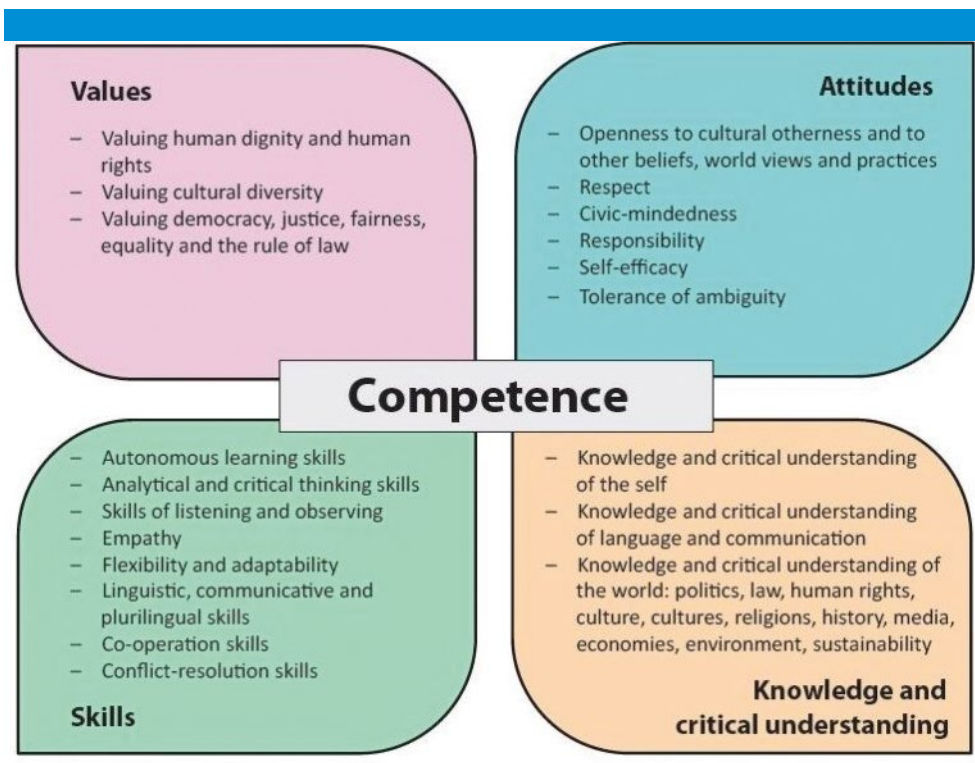 Values
– Valuing human dignity and human
rights
– Valuing cultural diversity
– Valuing democracy, justice, fairness,
equality and the rule of law
Attitudes
– Openness to cultural otherness and to
other beliefs, world views and practices
– Respect
– Civic-mindedness
– Responsibility
– Self-efficacy
– Tolerance of ambiguity
Competence
– Autonomous learning skills
– Analytical and critical thinking skills
– Skills of listening and observing
– Empathy
– Flexibility and adaptability
– Linguistic, communicative and
plurilingual skills
– Co-operation skills
– Conflict-resolution skills
Skills
– Knowledge and critical understanding
of the self
– Knowledge and critical understanding
of language and communication
– Knowledge and critical understanding of
the world: politics, law, human rights,
culture, cultures, religions, history, media,
economies, environment, sustainability
Knowledge and
critical understanding